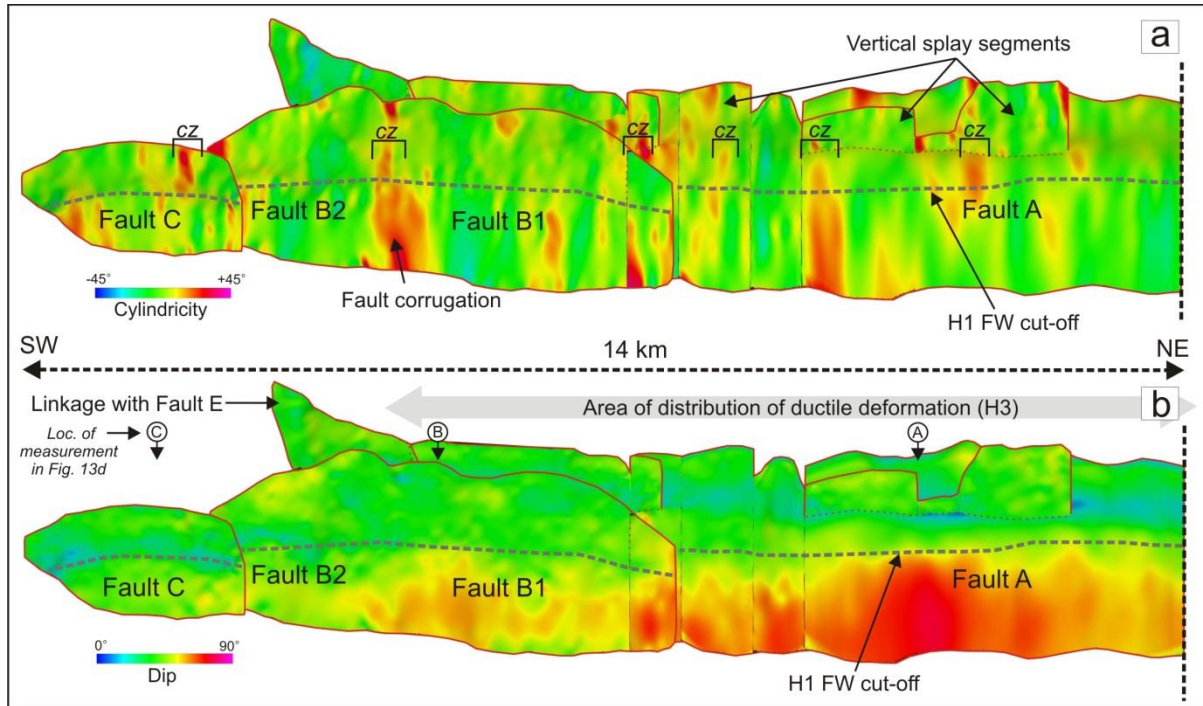 a
Vertical splay segments
cz
cz
cz
cz
cz
cz
Fault C
Fault B2
Fault B1
Fault A
-45°
+45°
Cylindricity
Fault corrugation
H1 FW cut-off
SW
14 km
NE
b
Linkage with Fault E
Area of distribution of ductile deformation (H3)
Loc. of
measurement
in Fig. 13d
C
B
A
Fault C
Fault B2
Fault B1
Fault A
0°
90°
Dip
H1 FW cut-off